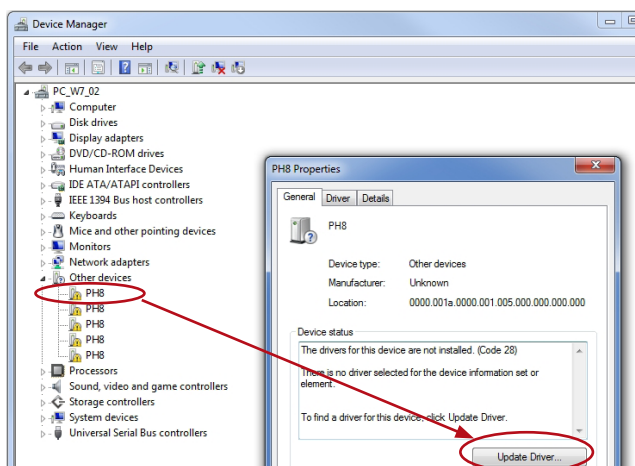 Device Manager
File Action View Help
PC_W7_02
Computer
Disk drives
Display adapters
DVD/CD-ROM drives
Human Interface Devices
IDE ATA/ATAPI controllers
IEEE 1394 Bus host controllers
Keyboards
Mice and other pointing devices
Monitors
Network adapters
Other devices
PH8
PH8
PH8
PH8
PH8
Processors
Sound, video and game controllers
Storage controllers
System devices
Universal Serial Bus controllers
PH8 Properties
General Driver Details
PH8
Device type: Other devices
Manufacturer: Unknown
Location: 0000.001a.0000.001.005.000.000.000.000
Device status
The drivers for this device are not installed. (Code 28)
There is no driver selected for the device information set or
element.
To find a driver for this device, click Update Driver.
Update Driver...